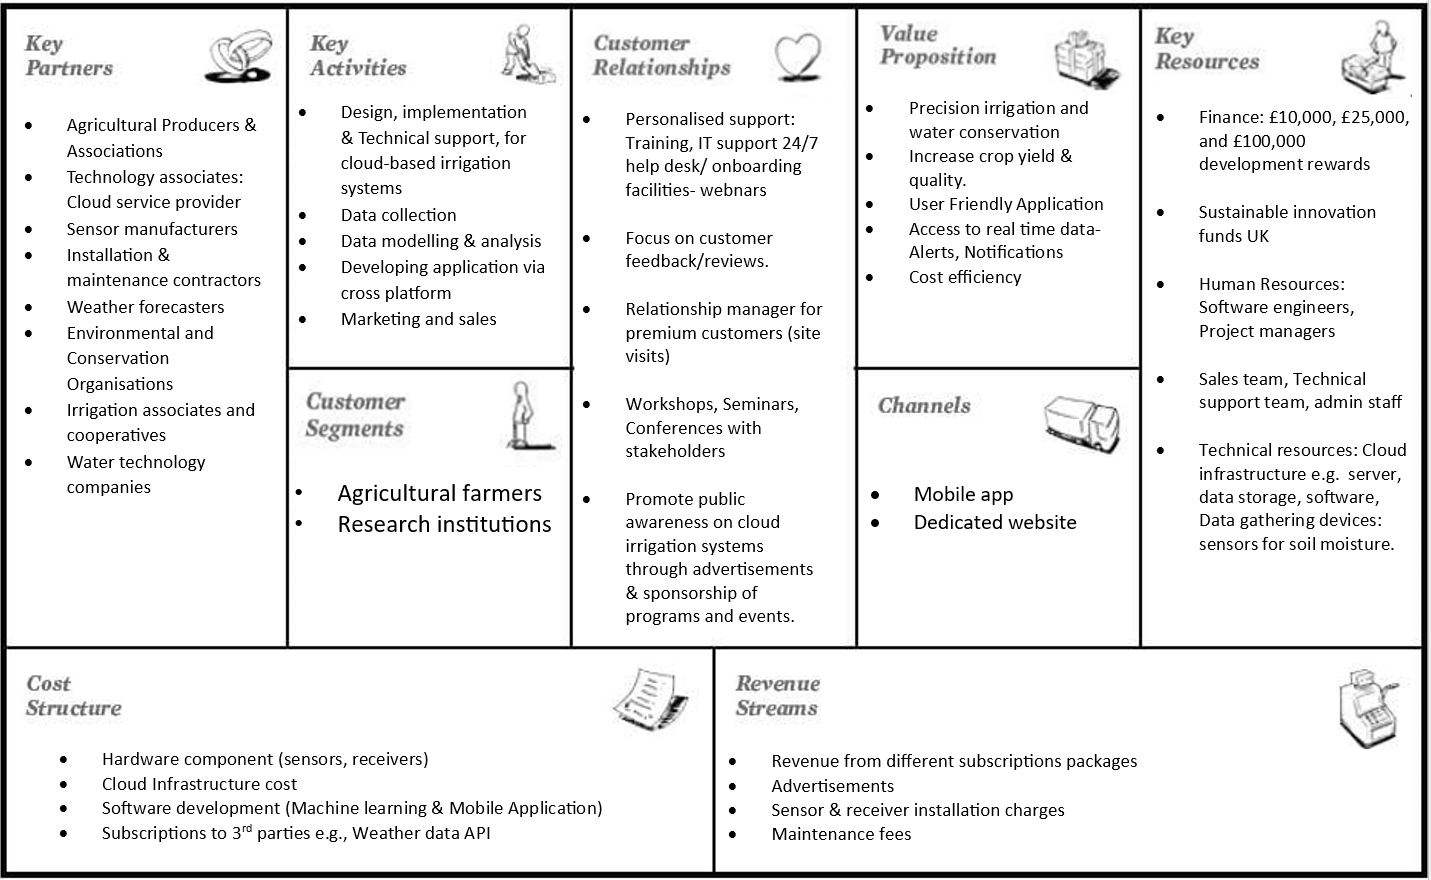 Key
Partners
• Agricultural Producers &
Associations
• Technology associates:
Cloud service provider
• Sensor manufacturers
• Installation &
maintenance contractors
• Weather forecasters
• Environmental and
Conservation
Organisations
• Irrigation associates and
cooperatives
• Water technology
companies
Key
Activities
• Design, implementation
& Technical support, for
cloud-based irrigation
systems
• Data collection
• Data modelling & analysis
• Developing application via
cross platform
• Marketing and sales
Customer
Segments
• Agricultural farmers
• Research institutions
Customer
Relationships
• Personalised support:
Training, IT support 24/7
help desk/ onboarding
facilities- webnars
• Focus on customer
feedback/reviews.
• Relationship manager for
premium customers (site
visits)
• Workshops, Seminars,
Conferences with
stakeholders
• Promote public
awareness on cloud
irrigation systems
through advertisements
& sponsorship of
programs and events.
Value
Proposition
• Precision irrigation and
water conservation
• Increase crop yield &
quality.
• User Friendly Application
• Access to real time data-
Alerts, Notifications
• Cost efficiency
Channels
• Mobile app
• Dedicated website
Key
Resources
• Finance: £10,000, £25,000,
and £100,000
development rewards
• Sustainable innovation
funds UK
• Human Resources:
Software engineers,
Project managers
• Sales team, Technical
support team, admin staff
• Technical resources: Cloud
infrastructure e.g. server,
data storage, software,
Data gathering devices:
sensors for soil moisture.
Cost
Structure
• Hardware component (sensors, receivers)
• Cloud Infrastructure cost
• Software development (Machine learning & Mobile Application)
• Subscriptions to 3rd parties e.g., Weather data API
Revenue
Streams
• Revenue from different subscriptions packages
• Advertisements
• Sensor & receiver installation charges
• Maintenance fees